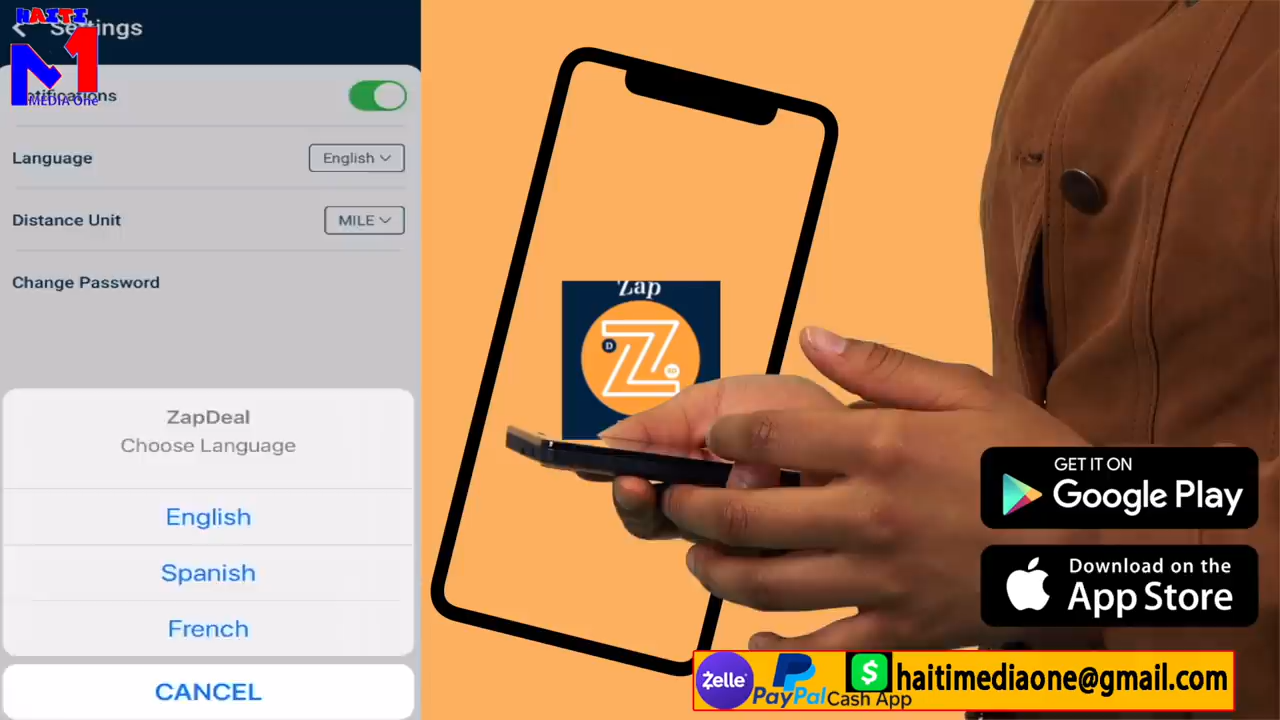 HAITI
M1
MEDIA One
Settings
Notifications
Language
English
Distance Unit
MILE
Change Password
ZapDeal
Choose Language
English
Spanish
French
CANCEL
Zap
Z
D
GET IT ON
Google Play
Download on the
App Store
Zelle
PayPal
$
Cash App
haitimediaone@gmail.com